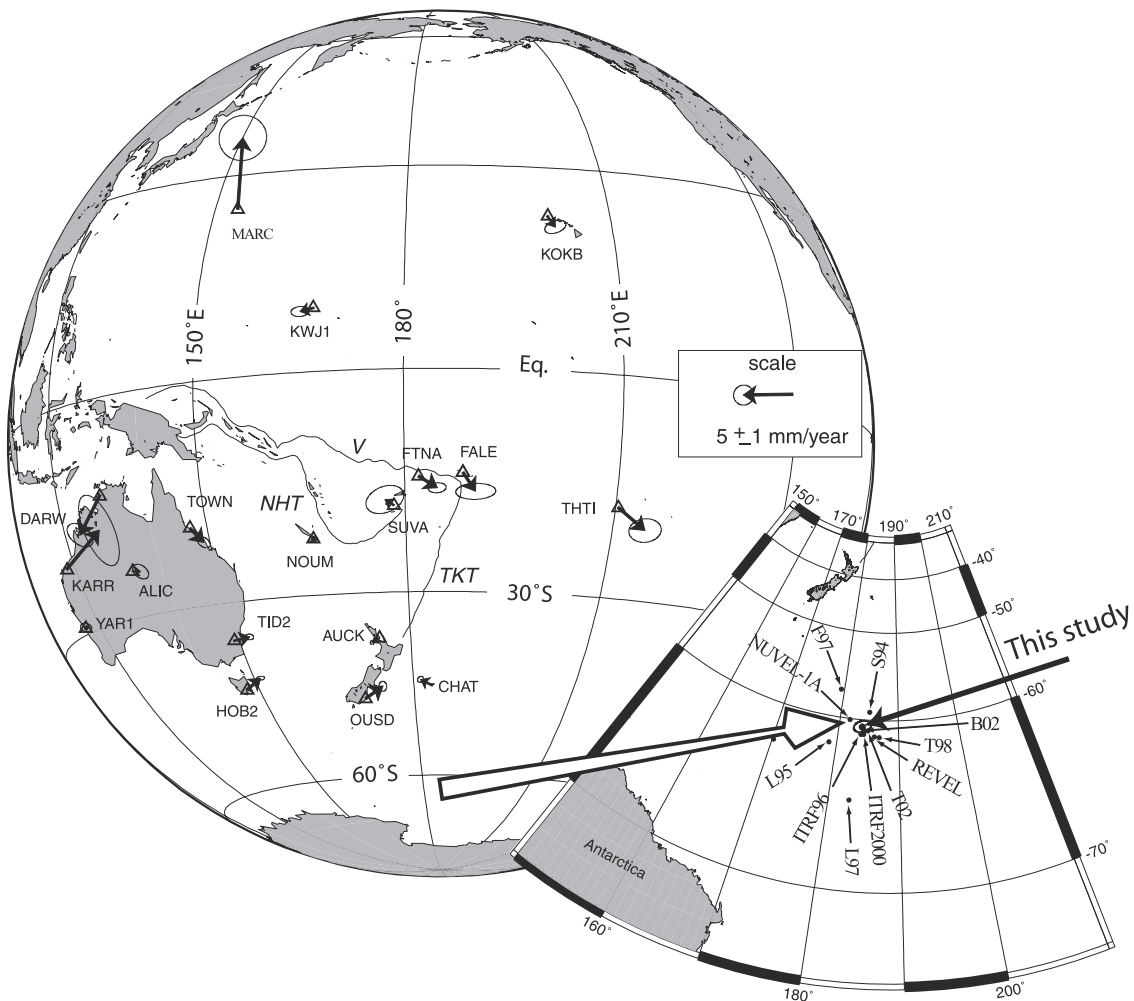 MARC
KOKB
150°E
180°
210°E
KWJ1
Eq.
scale
5 ± 1 mm/year
V
FTNA
FALE
NHT
TOWN
DARW
SUVA
THTI
NOUM
KARR
ALIC
TKT
30°S
YAR1
TID2
AUCK
CHAT
HOB2
OUSD
60°S
150°
170°
190°
210°
-40°
-50°
-60°
-70°
This study
F97
S94
NUVEL-1A
B02
T98
REVEL
L95
ITRF96
ITRF2000
T02
L97
Antarctica
160°
180°
200°